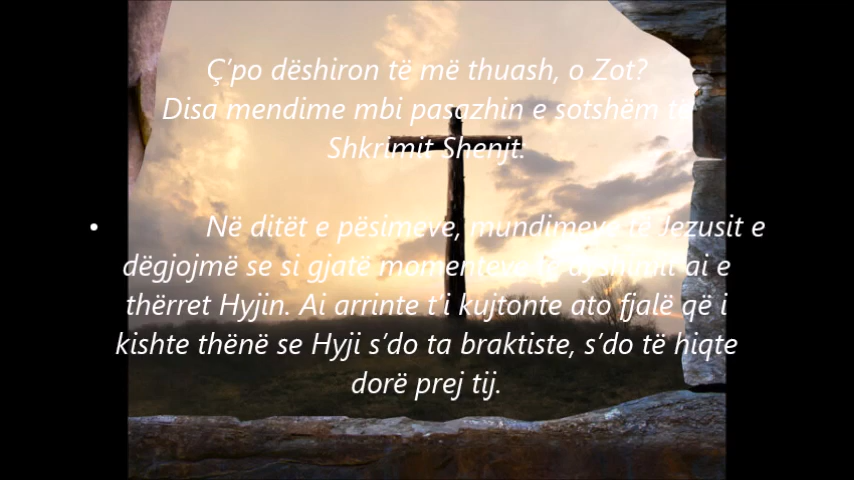 Ç’po dëshiron të më thuash, o Zot?
Disa mendime mbi pasazhin e sotshëm të
Shkrimit Shenjt.
• Në ditët e pësimeve, mundimeve të Jezusit e
dëgjojmë se si gjatë momenteve të dyshimit ai e
thërret Hyjin. Ai arrinte t’i kujtonte ato fjalë që i
kishte thënë se Hyji s’do ta braktiste, s’do të hiqte
dorë prej tij.